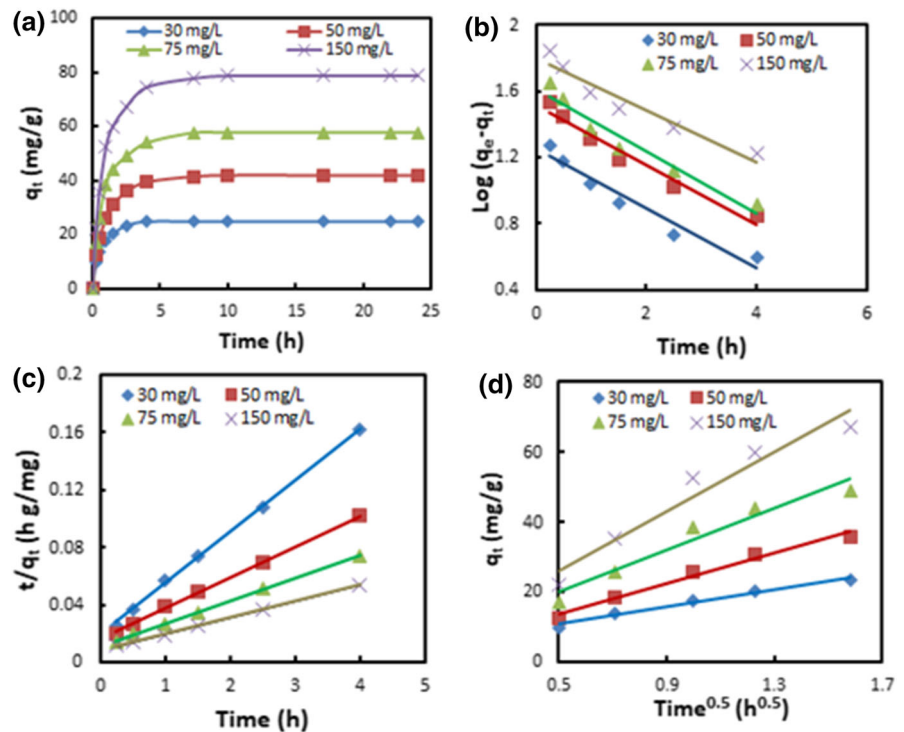 (a)
100
80
60
40
20
0
qt (mg/g)
30 mg/L 50 mg/L
75 mg/L 150 mg/L
0 5 10 15 20 25
Time (h)
(b)
2
1.6
1.2
0.8
0.4
Log (qe-qt)
30 mg/L 50 mg/L
75 mg/L 150 mg/L
0 2 4 6
Time (h)
(c)
0.2
0.16
0.12
0.08
0.04
0
t/qt (h g/mg)
30 mg/L 50 mg/L
75 mg/L 150 mg/L
0 1 2 3 4 5
Time (h)
(d)
80
60
40
20
0
qt (mg/g)
30 mg/L 50 mg/L
75 mg/L 150 mg/L
0.5 0.9 1.3 1.7
Time^0.5 (h^0.5)